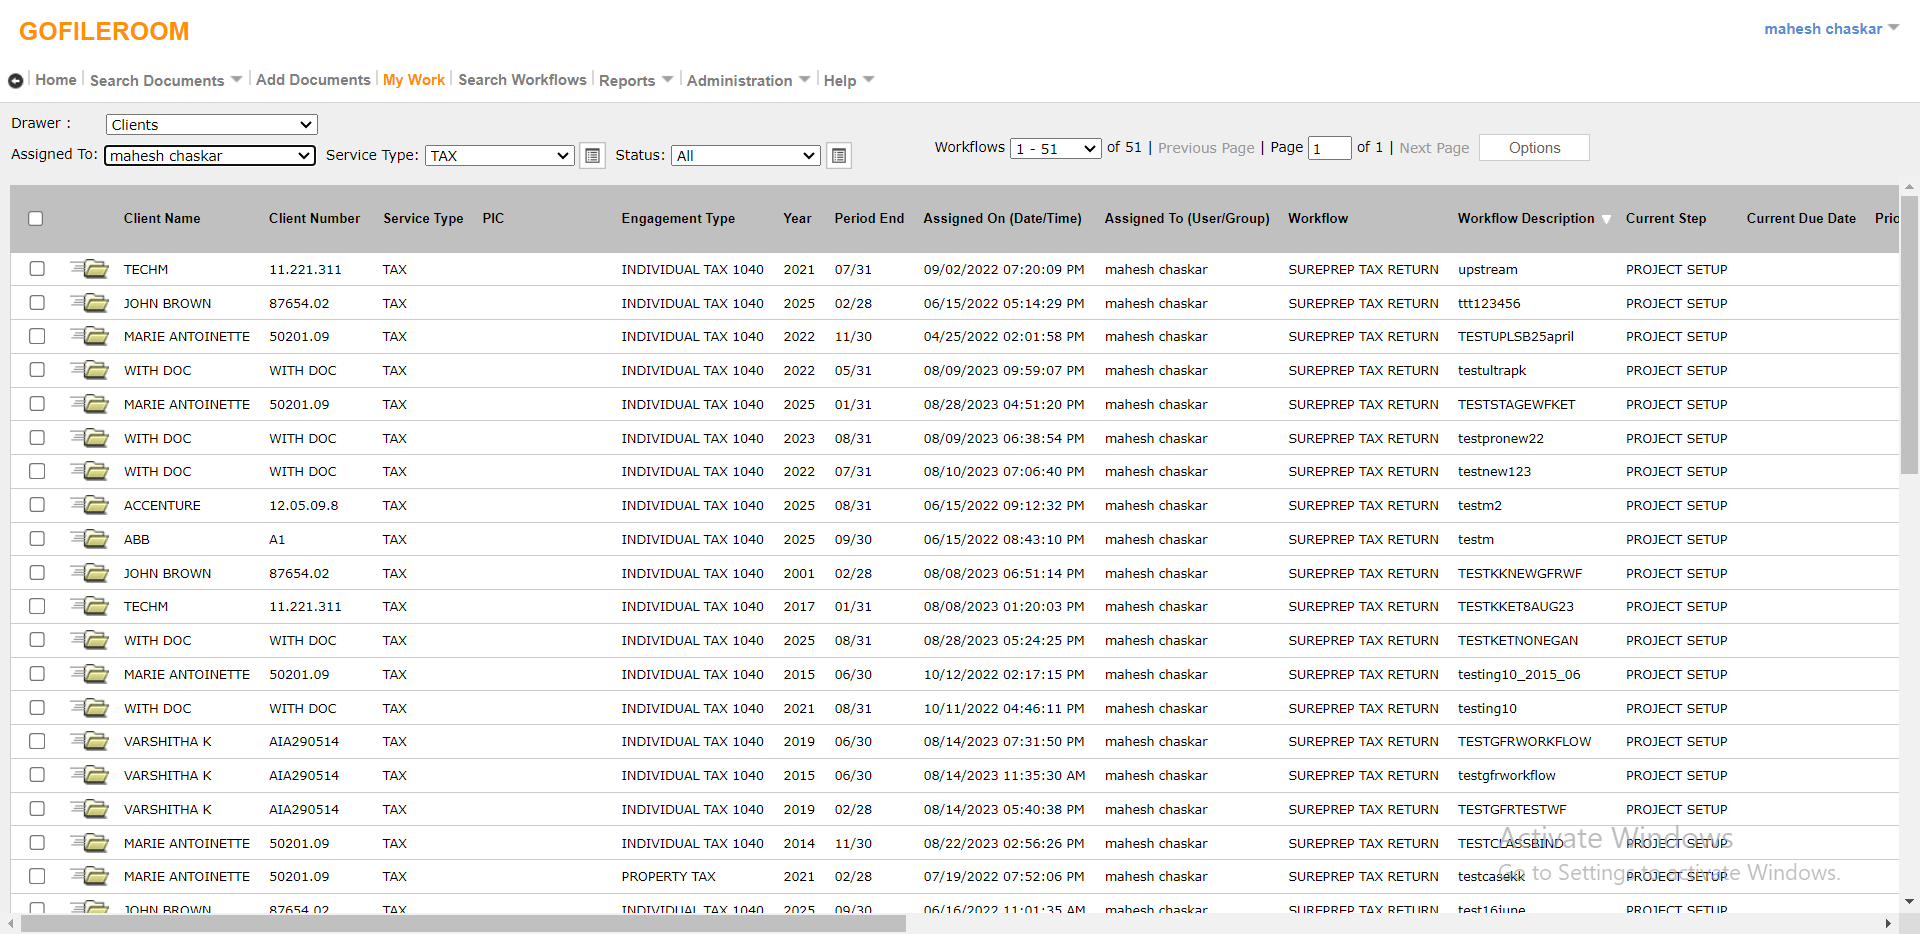 GOFILEROOM
mahesh chaskar
Home Search Documents Add Documents My Work Search Workflows Reports Administration Help
Drawer : Clients
Assigned To: mahesh chaskar Service Type: TAX Status: All Workflows 1 - 51 of 51 | Previous Page | Page 1 of 1 | Next Page Options
Client Name Client Number Service Type PIC Engagement Type Year Period End Assigned On (Date/Time) Assigned To (User/Group) Workflow Workflow Description Current Step Current Due Date Prio
TECHM 11.221.311 TAX INDIVIDUAL TAX 1040 2021 07/31 09/02/2022 07:20:09 PM mahesh chaskar SUREPREP TAX RETURN upstream PROJECT SETUP
JOHN BROWN 87654.02 TAX INDIVIDUAL TAX 1040 2025 02/28 06/15/2022 05:14:29 PM mahesh chaskar SUREPREP TAX RETURN ttt123456 PROJECT SETUP
MARIE ANTOINETTE 50201.09 TAX INDIVIDUAL TAX 1040 2022 11/30 04/25/2022 02:01:58 PM mahesh chaskar SUREPREP TAX RETURN TESTUPLSB25april PROJECT SETUP
WITH DOC WITH DOC TAX INDIVIDUAL TAX 1040 2022 05/31 08/09/2023 09:59:07 PM mahesh chaskar SUREPREP TAX RETURN testultrapk PROJECT SETUP
MARIE ANTOINETTE 50201.09 TAX INDIVIDUAL TAX 1040 2025 01/31 08/28/2023 04:51:20 PM mahesh chaskar SUREPREP TAX RETURN TESTSTAGEWFKET PROJECT SETUP
WITH DOC WITH DOC TAX INDIVIDUAL TAX 1040 2023 08/31 08/09/2023 06:38:54 PM mahesh chaskar SUREPREP TAX RETURN testpronew22 PROJECT SETUP
WITH DOC WITH DOC TAX INDIVIDUAL TAX 1040 2022 07/31 08/10/2023 07:06:40 PM mahesh chaskar SUREPREP TAX RETURN testnew123 PROJECT SETUP
ACCENTURE 12.05.09.8 TAX INDIVIDUAL TAX 1040 2025 08/31 06/15/2022 09:12:32 PM mahesh chaskar SUREPREP TAX RETURN testm2 PROJECT SETUP
ABB A1 TAX INDIVIDUAL TAX 1040 2025 09/30 06/15/2022 08:43:10 PM mahesh chaskar SUREPREP TAX RETURN testm PROJECT SETUP
JOHN BROWN 87654.02 TAX INDIVIDUAL TAX 1040 2001 02/28 08/08/2023 06:51:14 PM mahesh chaskar SUREPREP TAX RETURN TESTKKNEWGFRWF PROJECT SETUP
TECHM 11.221.311 TAX INDIVIDUAL TAX 1040 2017 01/31 08/08/2023 01:20:03 PM mahesh chaskar SUREPREP TAX RETURN TESTKKET8AUG23 PROJECT SETUP
WITH DOC WITH DOC TAX INDIVIDUAL TAX 1040 2025 08/31 08/28/2023 05:24:25 PM mahesh chaskar SUREPREP TAX RETURN TESTKETNONEGAN PROJECT SETUP
MARIE ANTOINETTE 50201.09 TAX INDIVIDUAL TAX 1040 2015 06/30 10/12/2022 02:17:15 PM mahesh chaskar SUREPREP TAX RETURN testing10_2015_06 PROJECT SETUP
WITH DOC WITH DOC TAX INDIVIDUAL TAX 1040 2021 08/31 10/11/2022 04:46:11 PM mahesh chaskar SUREPREP TAX RETURN testing10 PROJECT SETUP
VARSHITHA K AIA290514 TAX INDIVIDUAL TAX 1040 2019 06/30 08/14/2023 07:31:50 PM mahesh chaskar SUREPREP TAX RETURN TESTGFRWORKFLOW PROJECT SETUP
VARSHITHA K AIA290514 TAX INDIVIDUAL TAX 1040 2015 06/30 08/14/2023 11:35:30 AM mahesh chaskar SUREPREP TAX RETURN testgfrworkflow PROJECT SETUP
VARSHITHA K AIA290514 TAX INDIVIDUAL TAX 1040 2019 02/28 08/14/2023 05:40:38 PM mahesh chaskar SUREPREP TAX RETURN TESTGFRTESTWF PROJECT SETUP
MARIE ANTOINETTE 50201.09 TAX INDIVIDUAL TAX 1040 2014 11/30 08/22/2023 02:56:26 PM mahesh chaskar SUREPREP TAX RETURN TESTCLASSBIND PROJECT SETUP
MARIE ANTOINETTE 50201.09 TAX PROPERTY TAX 2021 02/28 07/19/2022 07:52:06 PM mahesh chaskar SUREPREP TAX RETURN testcasekk PROJECT SETUP
JOHN BROWN 87654.02 TAX INDIVIDUAL TAX 1040 2025 09/30 06/16/2022 11:01:35 AM mahesh chaskar SUREPREP TAX RETURN test16june PROJECT SETUP
Activate Windows
Go to Settings to activate Windows.